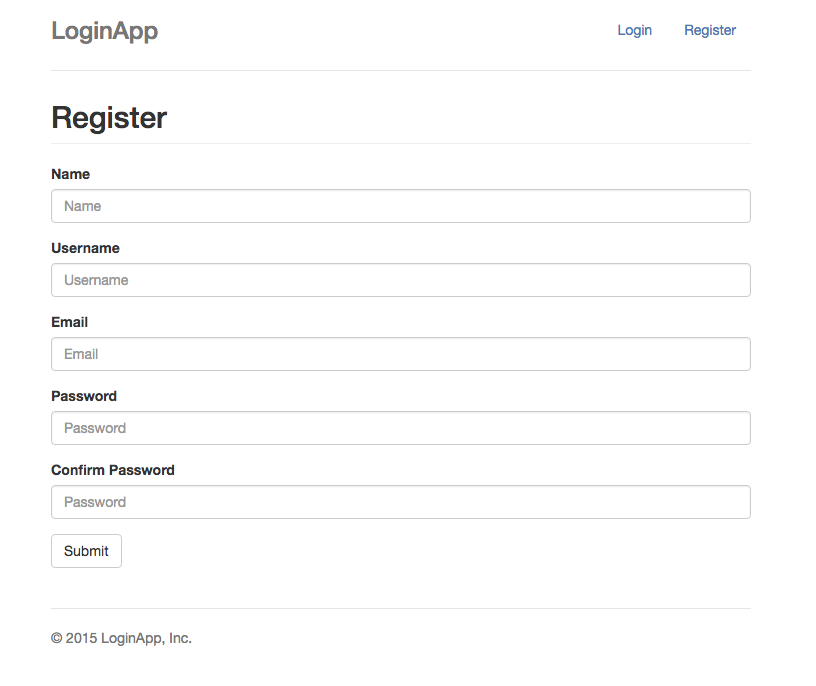 LoginApp
Login Register
Register
Name
Name
Username
Username
Email
Email
Password
Password
Confirm Password
Password
Submit
© 2015 LoginApp, Inc.